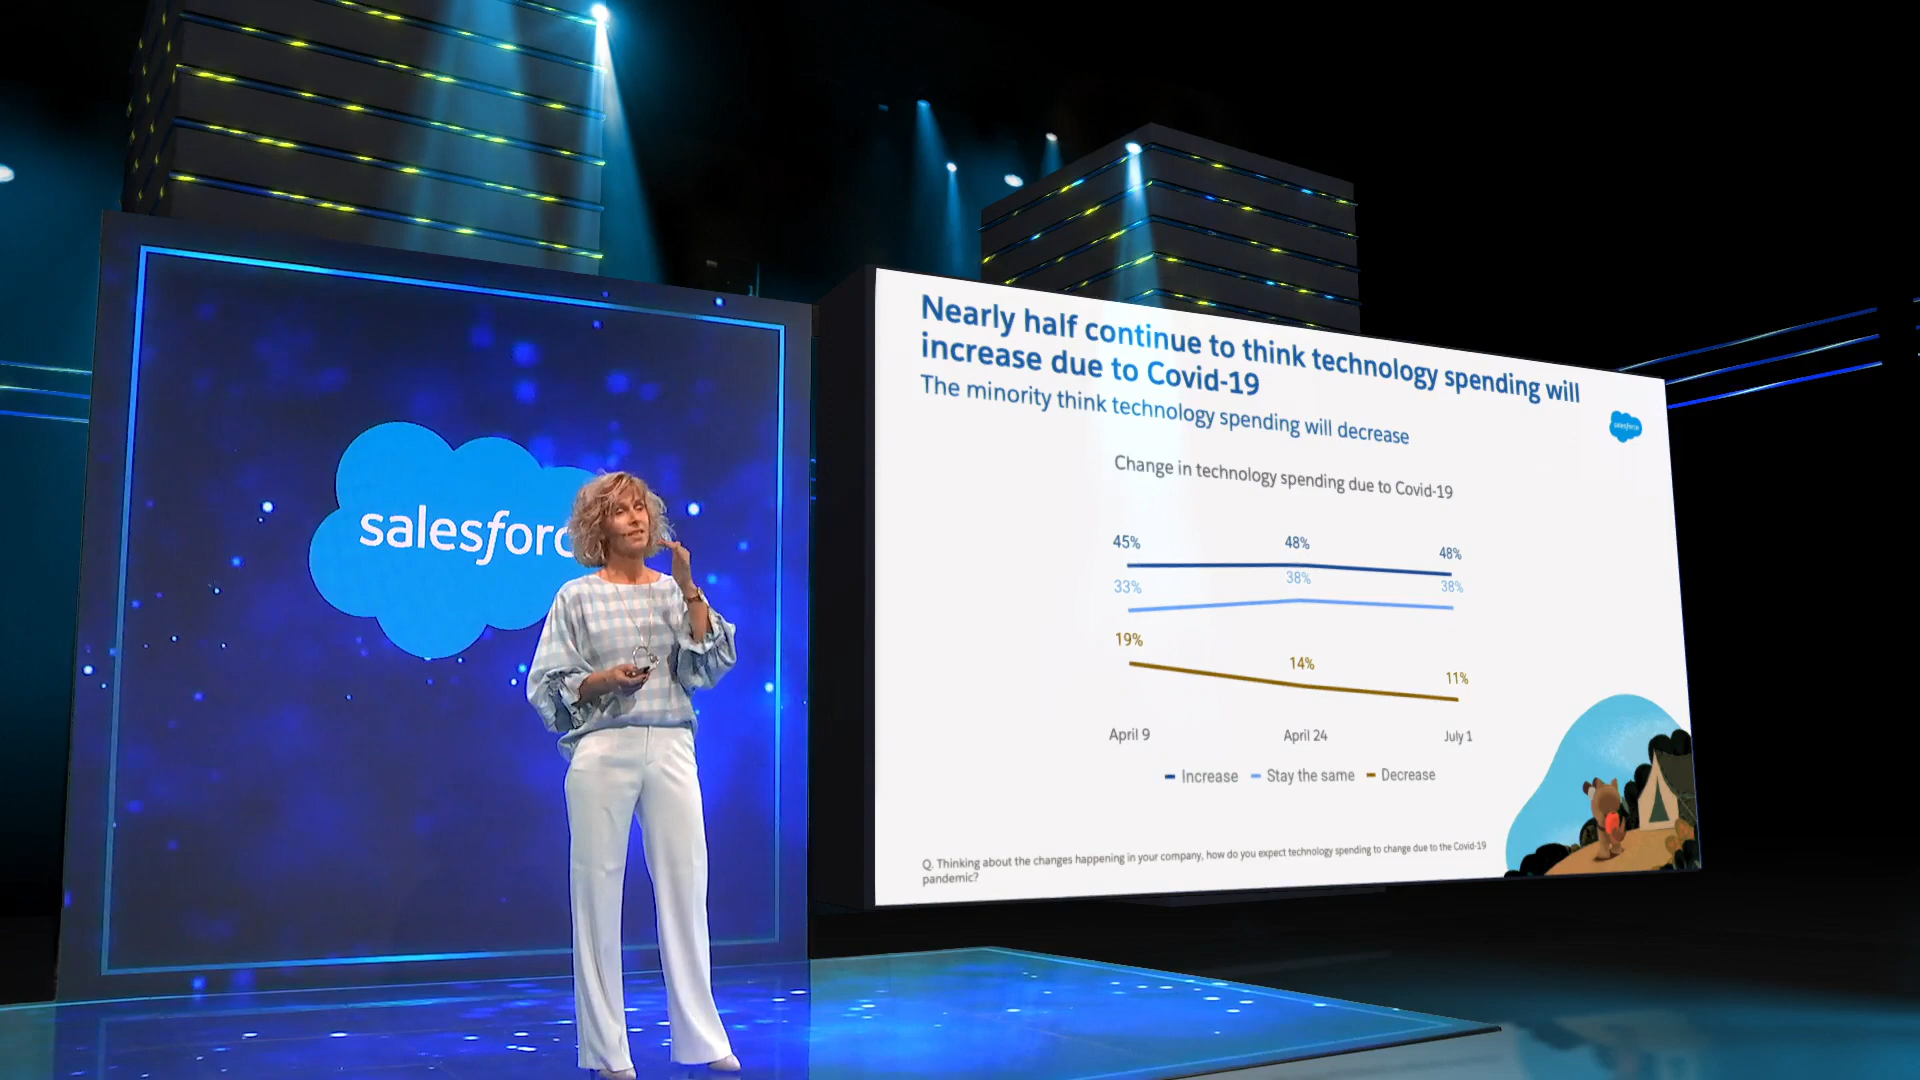 salesforc
Nearly half continue to think technology spending will
increase due to Covid-19
The minority think technology spending will decrease
salesforce
Change in technology spending due to Covid-19
45% 48% 48%
33% 38% 38%
19% 14% 11%
April 9 April 24 July 1
Increase Stay the same Decrease
Q. Thinking about the changes happening in your company, how do you expect technology spending to change due to the Covid-19
pandemic?